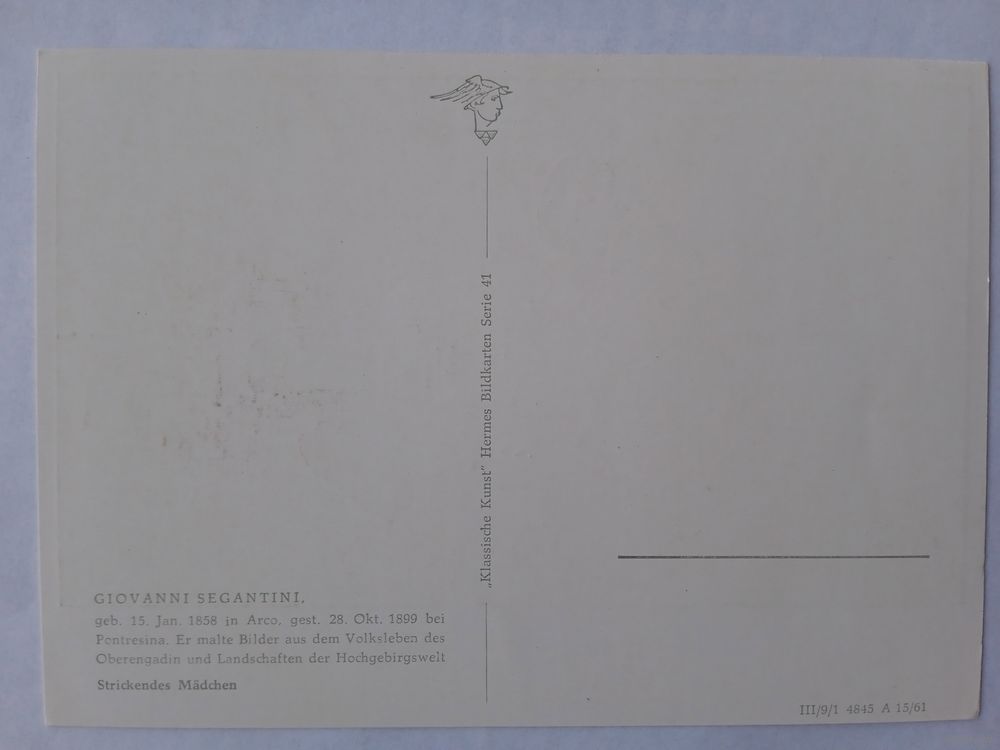 GIOVANNI SEGANTINI,
geb. 15. Jan. 1858 in Arco, gest. 28. Okt. 1899 bei
Pontresina. Er malte Bilder aus dem Volksleben des
Oberengadin und Landschaften der Hochgebirgswelt
Strickendes Mädchen
„Klassische Kunst" Hermes Bildkarten Serie 41
III/9/1 4845 A 15/61